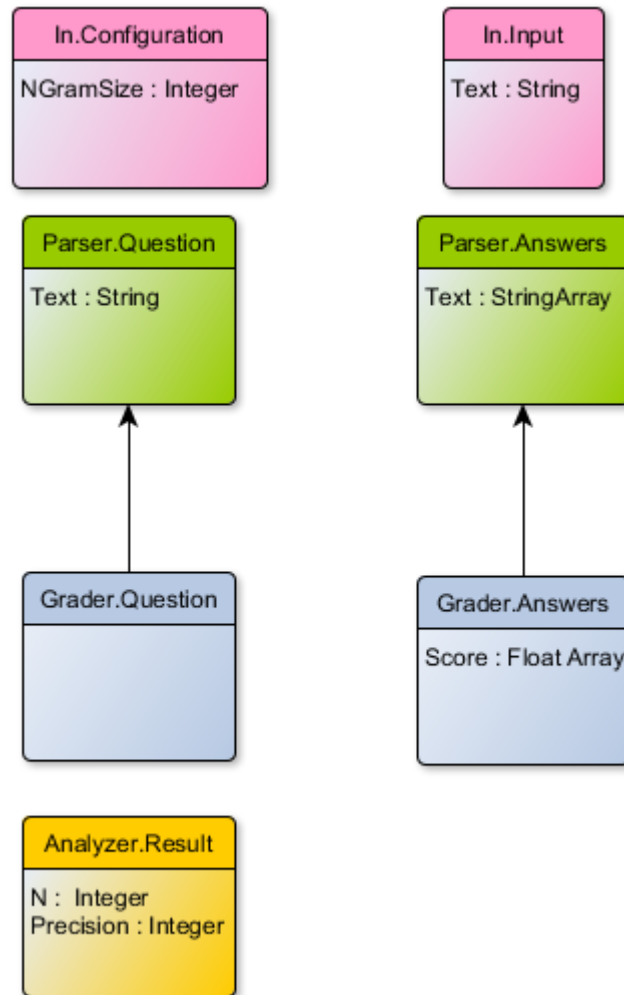 In.Configuration
NGramSize : Integer
In.Input
Text : String
Parser.Question
Text : String
Parser.Answers
Text : StringArray
Grader.Question
Grader.Answers
Score : Float Array
Analyzer.Result
N : Integer
Precision : Integer